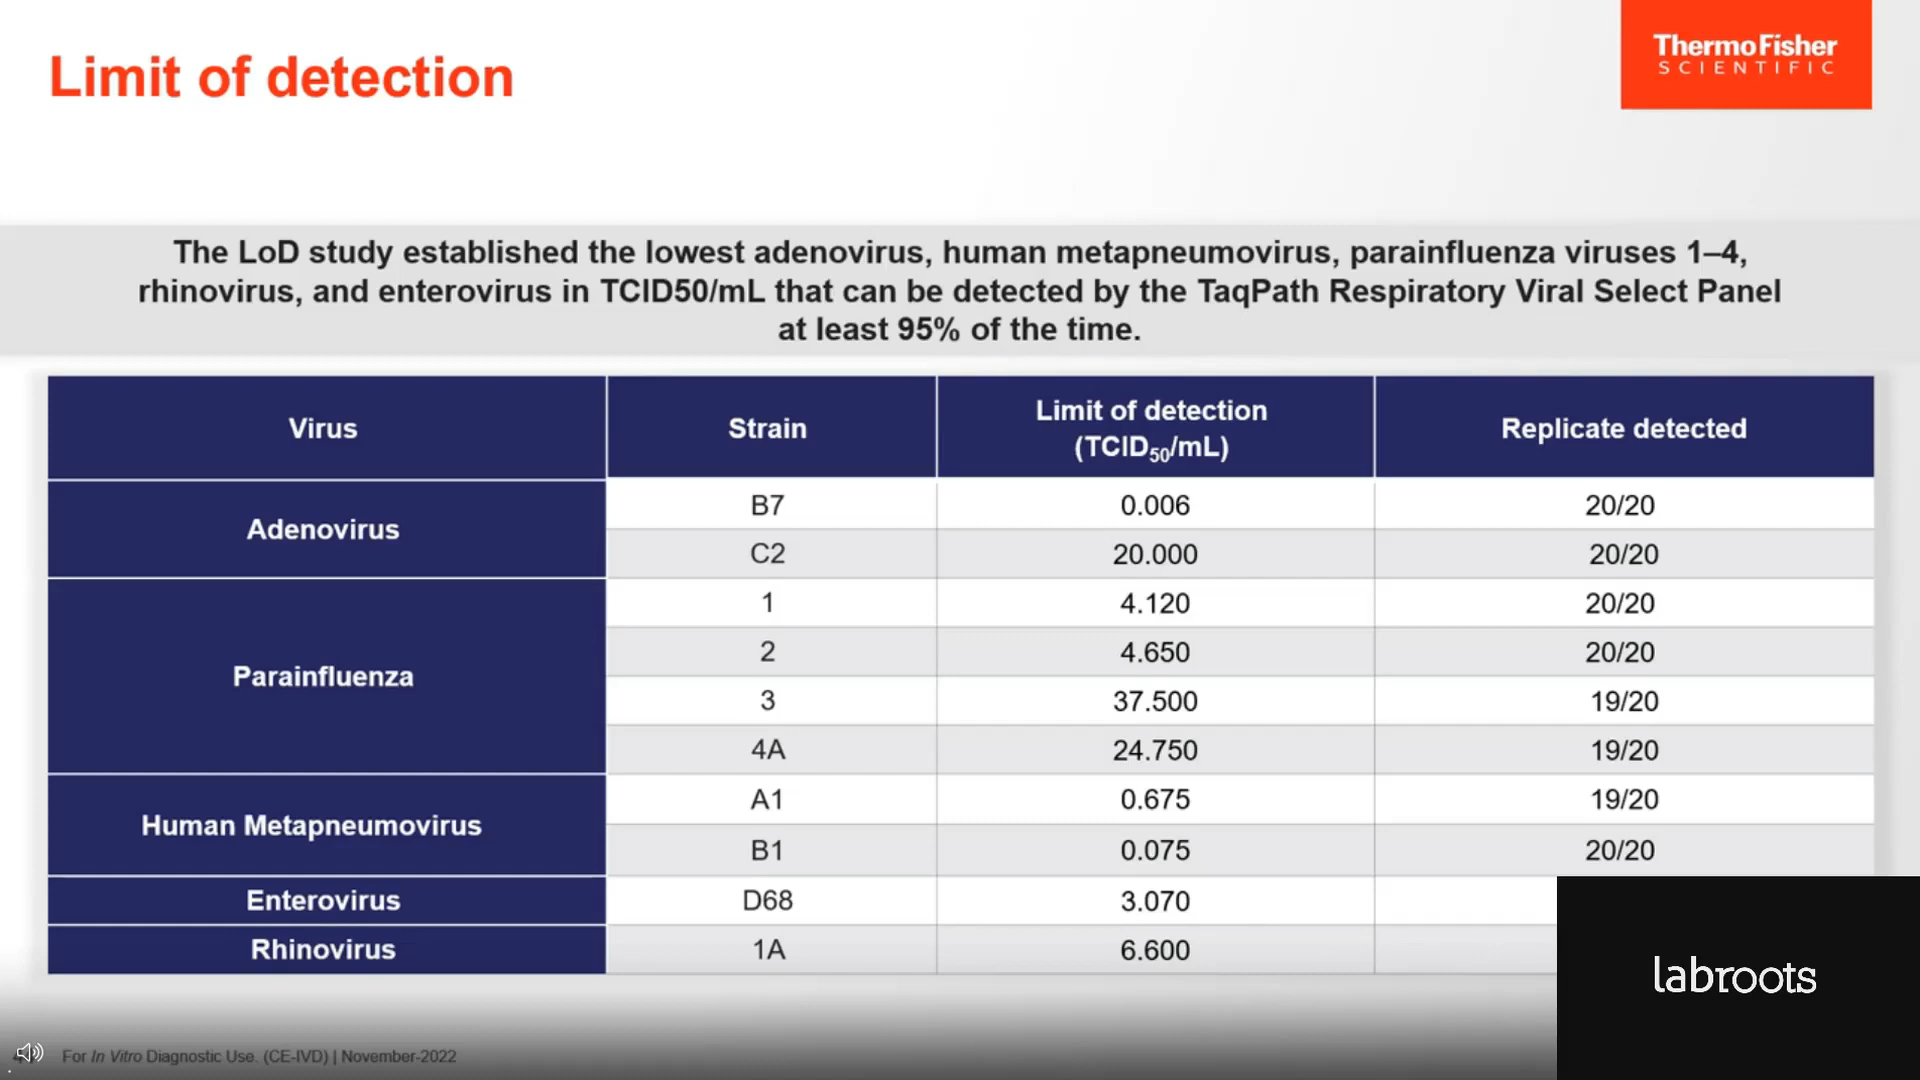 Limit of detection
ThermoFisher
SCIENTIFIC
The LoD study established the lowest adenovirus, human metapneumovirus, parainfluenza viruses 1–4,
rhinovirus, and enterovirus in TCID50/mL that can be detected by the TaqPath Respiratory Viral Select Panel
at least 95% of the time.
Virus Strain Limit of detection (TCID50/mL) Replicate detected
Adenovirus B7 0.006 20/20
C2 20.000 20/20
Parainfluenza 1 4.120 20/20
2 4.650 20/20
3 37.500 19/20
4A 24.750 19/20
Human Metapneumovirus A1 0.675 19/20
B1 0.075 20/20
Enterovirus D68 3.070
Rhinovirus 1A 6.600
labroots
For In Vitro Diagnostic Use. (CE-IVD) | November-2022